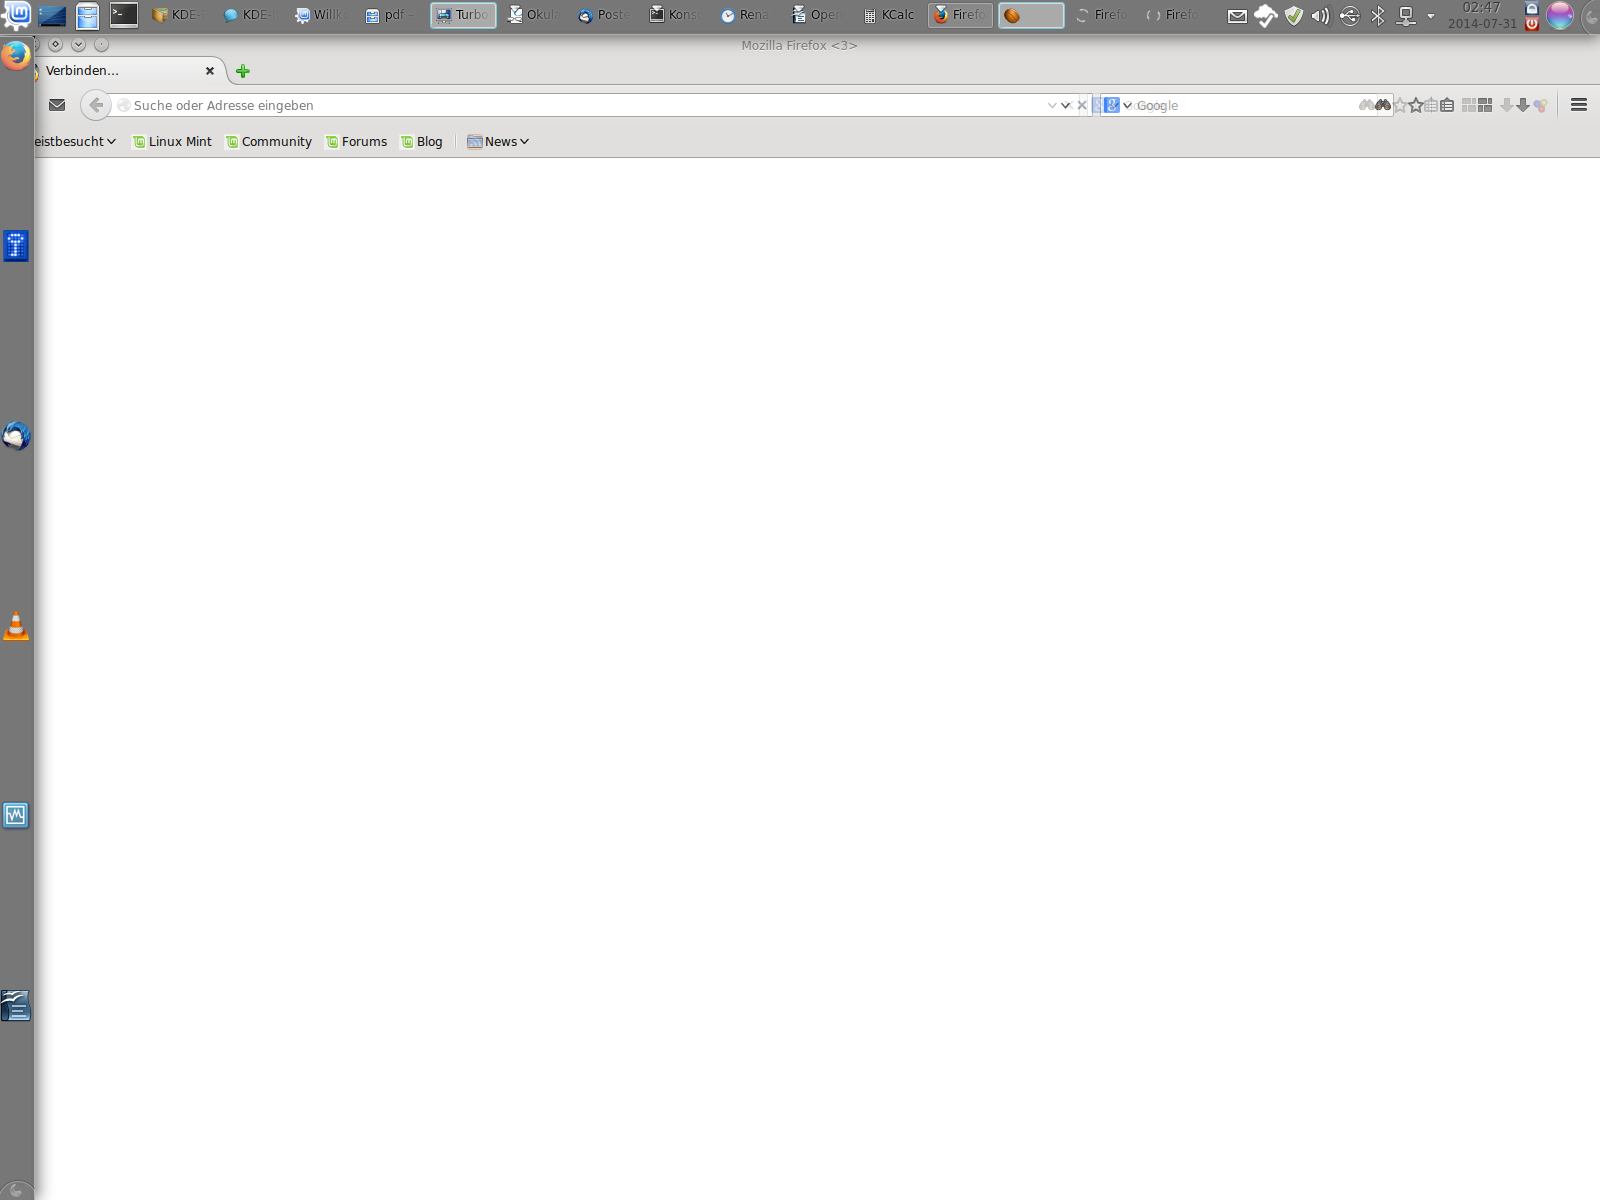 KDE- KDE- Willk pdf - Turbo Okula Poste Kons Rena Oper KCalc Firefo Firefo Firefo 02:47
2014-07-31
Mozilla Firefox <3>
Verbinden...
Suche oder Adresse eingeben Google
eistbesucht Linux Mint Community Forums Blog News